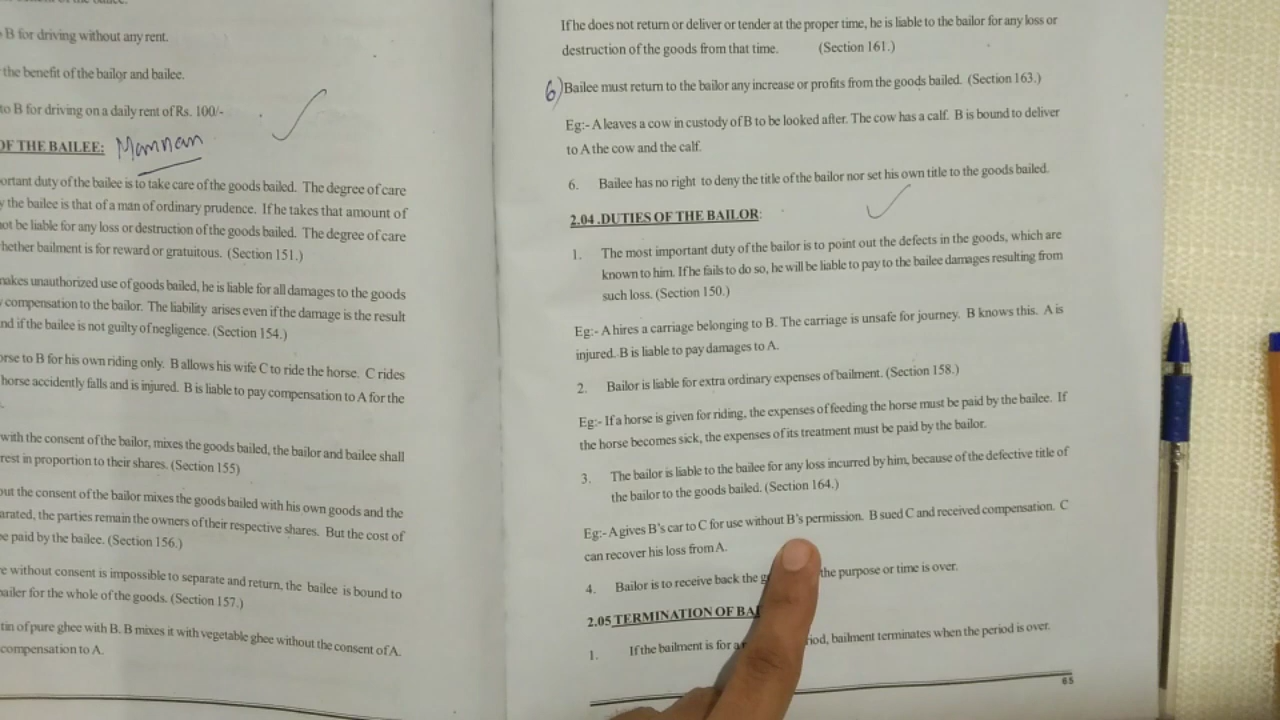 B for driving without any rent.
the benefit of the bailor and bailee.
to B for driving on a daily rent of Rs. 100/-
OF THE BAILEE: Mannan
ortant duty of the bailee is to take care of the goods bailed. The degree of care
y the bailee is that of a man of ordinary prudence. If he takes that amount of
not be liable for any loss or destruction of the goods bailed. The degree of care
hether bailment is for reward or gratuitous. (Section 151.)
makes unauthorized use of goods bailed, he is liable for all damages to the goods
y compensation to the bailor. The liability arises even if the damage is the result
nd if the bailee is not guilty of negligence. (Section 154.)
orse to B for his own riding only. B allows his wife C to ride the horse. C rides
horse accidently falls and is injured. B is liable to pay compensation to A for the
with the consent of the bailor, mixes the goods bailed, the bailor and bailee shall
rest in proportion to their shares. (Section 155)
out the consent of the bailor mixes the goods bailed with his own goods and the
arated, the parties remain the owners of their respective shares. But the cost of
be paid by the bailee. (Section 156.)
e without consent is impossible to separate and return, the bailee is bound to
ailer for the whole of the goods. (Section 157.)
tin of pure ghee with B. B mixes it with vegetable ghee without the consent of A.
compensation to A.
If he does not return or deliver or tender at the proper time, he is liable to the bailor for any loss or
destruction of the goods from that time. (Section 161.)
6) Bailee must return to the bailor any increase or profits from the goods bailed. (Section 163.)
Eg:- A leaves a cow in custody of B to be looked after. The cow has a calf. B is bound to deliver
to A the cow and the calf.
6. Bailee has no right to deny the title of the bailor nor set his own title to the goods bailed.
2.04 .DUTIES OF THE BAILOR:
1. The most important duty of the bailor is to point out the defects in the goods, which are
known to him. If he fails to do so, he will be liable to pay to the bailee damages resulting from
such loss. (Section 150.)
Eg:- A hires a carriage belonging to B. The carriage is unsafe for journey. B knows this. A is
injured. B is liable to pay damages to A.
2. Bailor is liable for extra ordinary expenses of bailment. (Section 158.)
Eg:- If a horse is given for riding, the expenses of feeding the horse must be paid by the bailee. If
the horse becomes sick, the expenses of its treatment must be paid by the bailor.
3. The bailor is liable to the bailee for any loss incurred by him, because of the defective title of
the bailor to the goods bailed. (Section 164.)
Eg:- A gives B's car to C for use without B's permission. B sued C and received compensation. C
can recover his loss from A.
4. Bailor is to receive back the g the purpose or time is over.
2.05 TERMINATION OF BAI
1. If the bailment is for a riod, bailment terminates when the period is over.
65